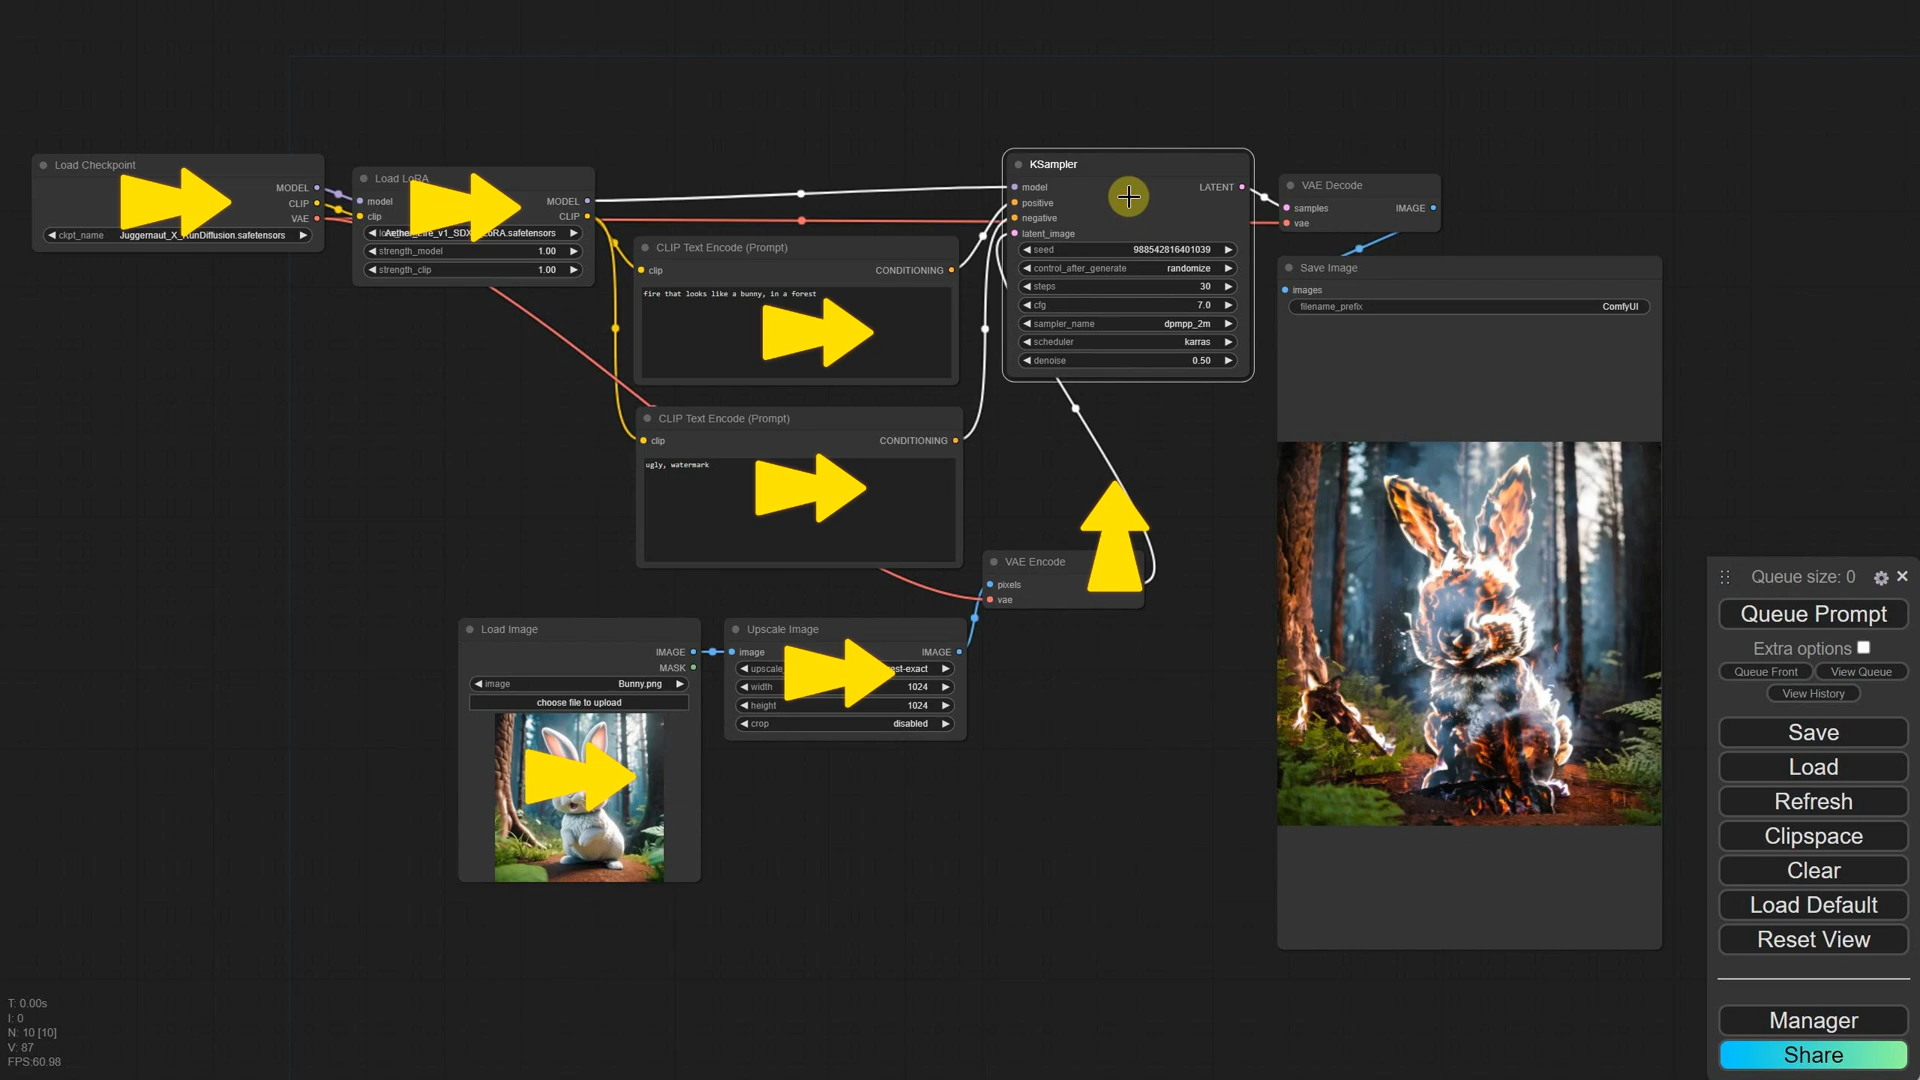 Load Checkpoint
MODEL
CLIP
VAE
ckpt_name
Load LoRA
model
MODEL
clip
CLIP
strength_model 1.00
strength_clip 1.00
CLIP Text Encode (Prompt)
clip CONDITIONING
fire that looks like a bunny, in a forest
CLIP Text Encode (Prompt)
clip CONDITIONING
ugly, watermark
KSampler
model LATENT
positive
negative
latent_image
seed 988542816401039
control_after_generate randomize
steps 30
cfg 7.0
sampler_name dpmpp_2m
scheduler karras
denoise 0.50
VAE Decode
samples IMAGE
vae
Save Image
images
filename_prefix ComfyUI
VAE Encode
pixels
vae
Load Image
IMAGE
MASK
image Bunny.png
choose file to upload
Upscale Image
image IMAGE
width 1024
height 1024
crop disabled
Queue size: 0
Queue Prompt
Extra options
Queue Front View Queue
View History
Save
Load
Refresh
Clipspace
Clear
Load Default
Reset View
Manager
Share
T: 0.00s
I: 0
N: 10 [10]
V: 87
FPS:60.98